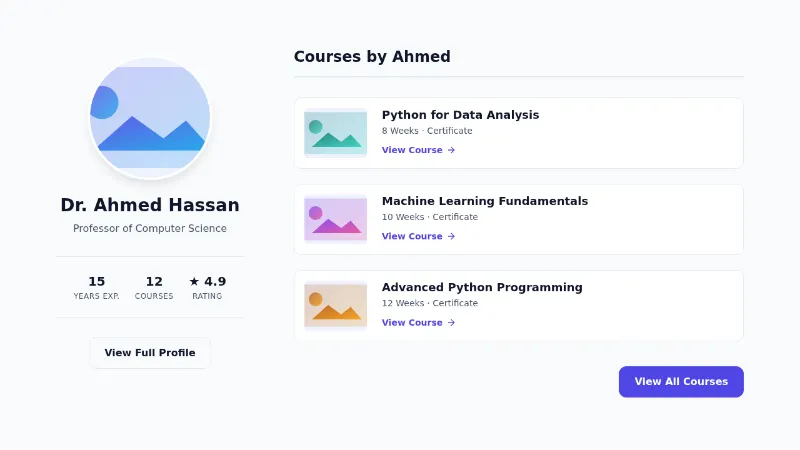 Dr. Ahmed Hassan
Professor of Computer Science
15
YEARS EXP.
12
COURSES
★ 4.9
RATING
View Full Profile
Courses by Ahmed
Python for Data Analysis
8 Weeks · Certificate
View Course →
Machine Learning Fundamentals
10 Weeks · Certificate
View Course →
Advanced Python Programming
12 Weeks · Certificate
View Course →
View All Courses